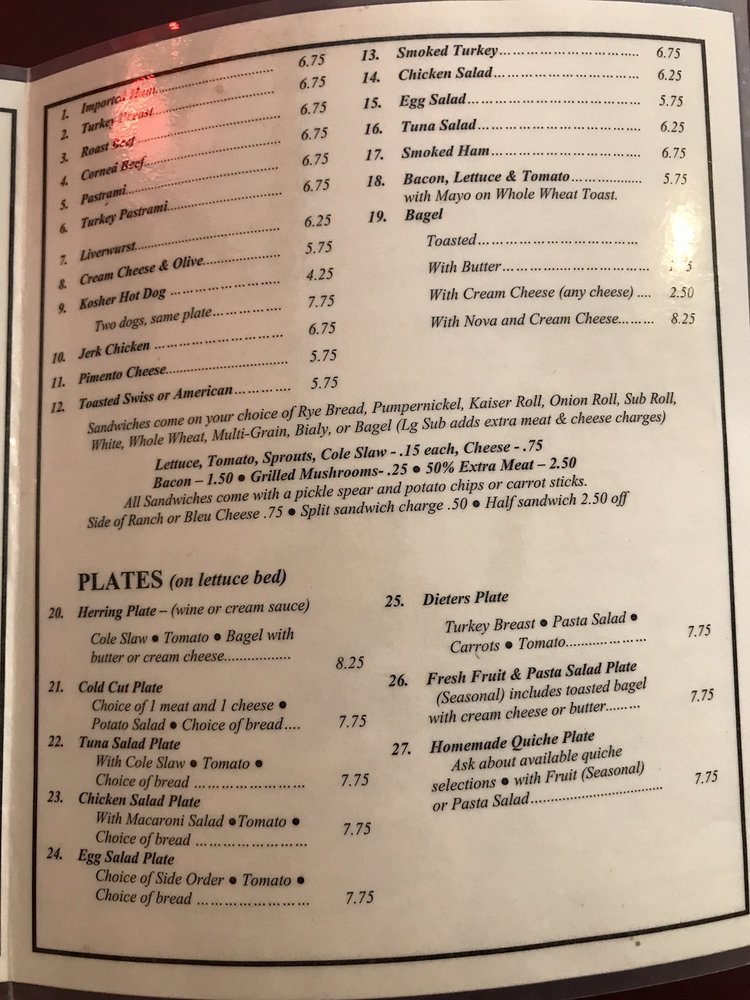 1. Imported Ham 6.75
2. Turkey Breast 6.75
3. Roast Beef 6.75
4. Corned Beef 6.75
5. Pastrami 6.75
6. Turkey Pastrami 6.75
7. Liverwurst 6.25
8. Cream Cheese & Olive 5.75
9. Kosher Hot Dog 4.25
Two dogs, same plate 7.75
10. Jerk Chicken 6.75
11. Pimento Cheese 5.75
12. Toasted Swiss or American 5.75
13. Smoked Turkey 6.75
14. Chicken Salad 6.25
15. Egg Salad 5.75
16. Tuna Salad 6.25
17. Smoked Ham 6.75
18. Bacon, Lettuce & Tomato 5.75
with Mayo on Whole Wheat Toast.
19. Bagel
Toasted
With Butter
With Cream Cheese (any cheese) .... 2.50
With Nova and Cream Cheese 8.25
Sandwiches come on your choice of Rye Bread, Pumpernickel, Kaiser Roll, Onion Roll, Sub Roll,
White, Whole Wheat, Multi-Grain, Bialy, or Bagel (Lg Sub adds extra meat & cheese charges)
Lettuce, Tomato, Sprouts, Cole Slaw - .15 each, Cheese - .75
Bacon – 1.50 ● Grilled Mushrooms- .25 ● 50% Extra Meat – 2.50
All Sandwiches come with a pickle spear and potato chips or carrot sticks.
Side of Ranch or Bleu Cheese .75 ● Split sandwich charge .50 ● Half sandwich 2.50 off
PLATES (on lettuce bed)
20. Herring Plate – (wine or cream sauce)
Cole Slaw ● Tomato ● Bagel with
butter or cream cheese 8.25
21. Cold Cut Plate
Choice of 1 meat and 1 cheese ●
Potato Salad ● Choice of bread .... 7.75
22. Tuna Salad Plate
With Cole Slaw ● Tomato ●
Choice of bread 7.75
23. Chicken Salad Plate
With Macaroni Salad ● Tomato ●
Choice of bread 7.75
24. Egg Salad Plate
Choice of Side Order ● Tomato ●
Choice of bread 7.75
25. Dieters Plate
Turkey Breast ● Pasta Salad ●
Carrots ● Tomato 7.75
26. Fresh Fruit & Pasta Salad Plate
(Seasonal) includes toasted bagel
with cream cheese or butter 7.75
27. Homemade Quiche Plate
Ask about available quiche
selections ● with Fruit (Seasonal)
or Pasta Salad 7.75